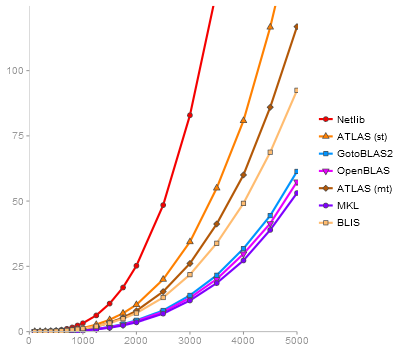 100
75
50
25
0
0
1000
2000
3000
4000
5000
Netlib
ATLAS (st)
GotoBLAS2
OpenBLAS
ATLAS (mt)
MKL
BLIS